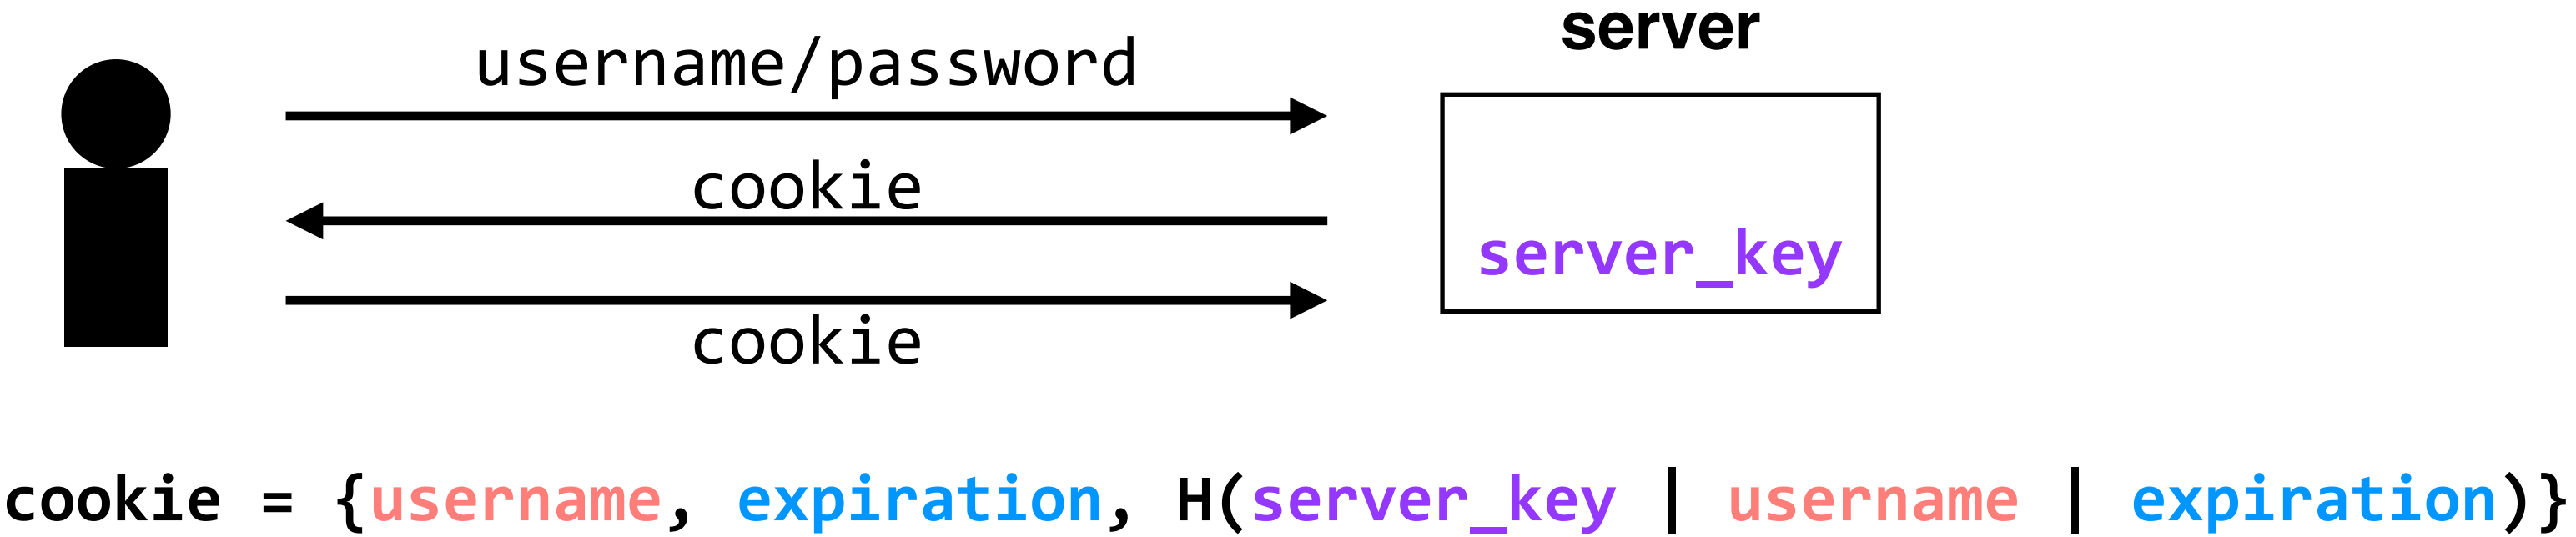 server
username/password
cookie
server_key
cookie
cookie = {username, expiration, H(server_key | username | expiration)}